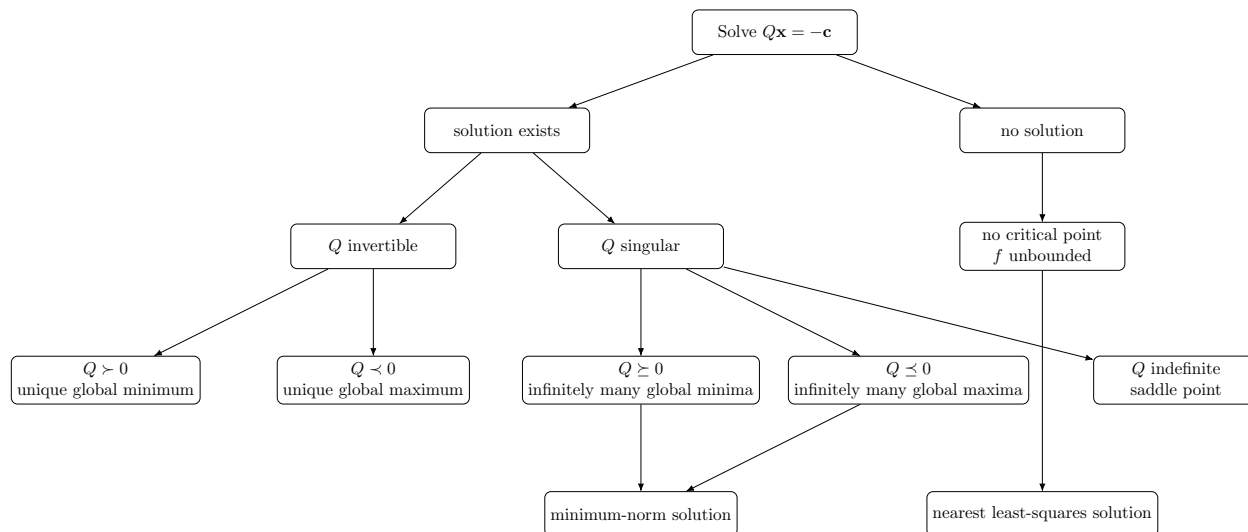 Solve Qx = −c
solution exists
no solution
Q invertible
Q singular
no critical point
f unbounded
Q ≻ 0
unique global minimum
Q ≺ 0
unique global maximum
Q ⪰ 0
infinitely many global minima
Q ⪯ 0
infinitely many global maxima
Q indefinite
saddle point
minimum-norm solution
nearest least-squares solution